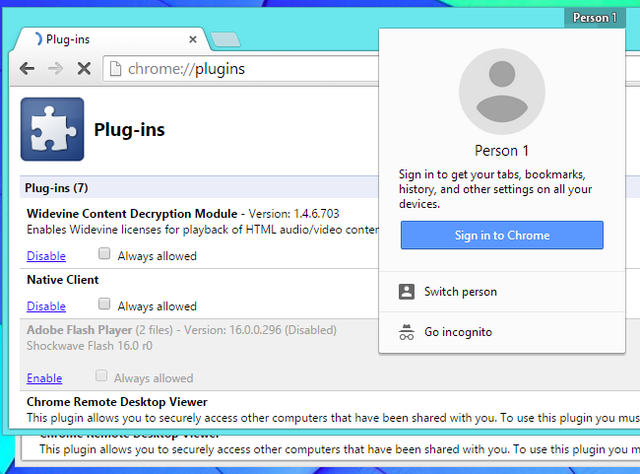 Person 1
Plug-ins
chrome://plugins
Plug-ins
Person 1
Sign in to get your tabs, bookmarks,
history, and other settings on all your
devices.
Sign in to Chrome
Switch person
Go incognito
Plug-ins (7)
Widevine Content Decryption Module - Version: 1.4.6.703
Enables Widevine licenses for playback of HTML audio/video
Disable Always allowed
Native Client
Disable Always allowed
Adobe Flash Player (2 files) - Version: 16.0.0.296 (Disabled)
Shockwave Flash 16.0 r0
Enable Always allowed
Chrome Remote Desktop Viewer
This plugin allows you to securely access other computers that have been shared with you. To use this plugin you mus
Chrome Remote Desktop Viewer
This plugin allows you to securely access other computers that have been shared with you. To use this plugin you m